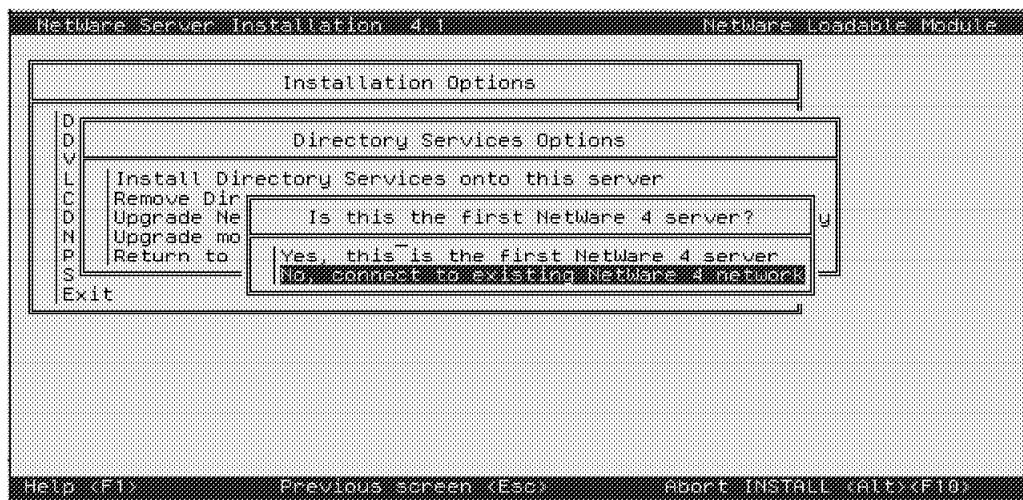 NetWare Server Installation 4.1 NetWare Loadable Module
Installation Options
D
D Directory Services Options
V
L Install Directory Services onto this server
C Remove Dir
D Upgrade Ne Is this the first NetWare 4 server? y
N Upgrade mo
P Return to Yes, this is the first NetWare 4 server
S No, connect to existing NetWare 4 network
Exit
Help <F1> Previous screen <Esc> Abort INSTALL <Alt><F10>